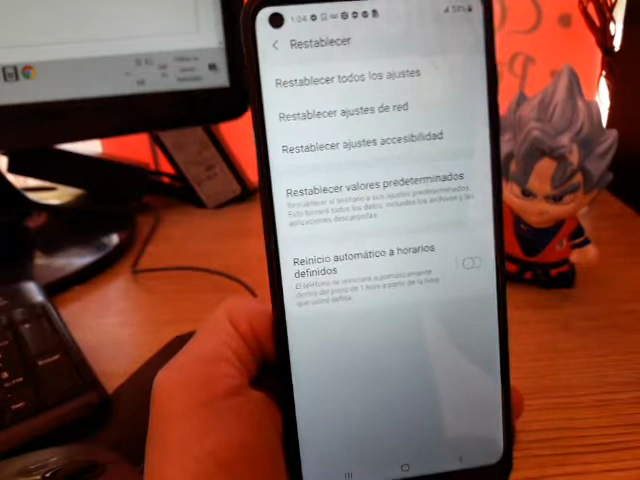 1:04
Restablecer
Restablecer todos los ajustes
Restablecer ajustes de red
Restablecer ajustes accesibilidad
Restablecer valores predeterminados
Restablecer el teléfono a sus ajustes predeterminados.
Esto borrará todos los datos, incluidos los archivos y las
aplicaciones descargadas.
Reinicio automático a horarios
definidos
El teléfono se reiniciará automáticamente
dentro del plazo de 1 hora a partir de la hora
que usted defina.